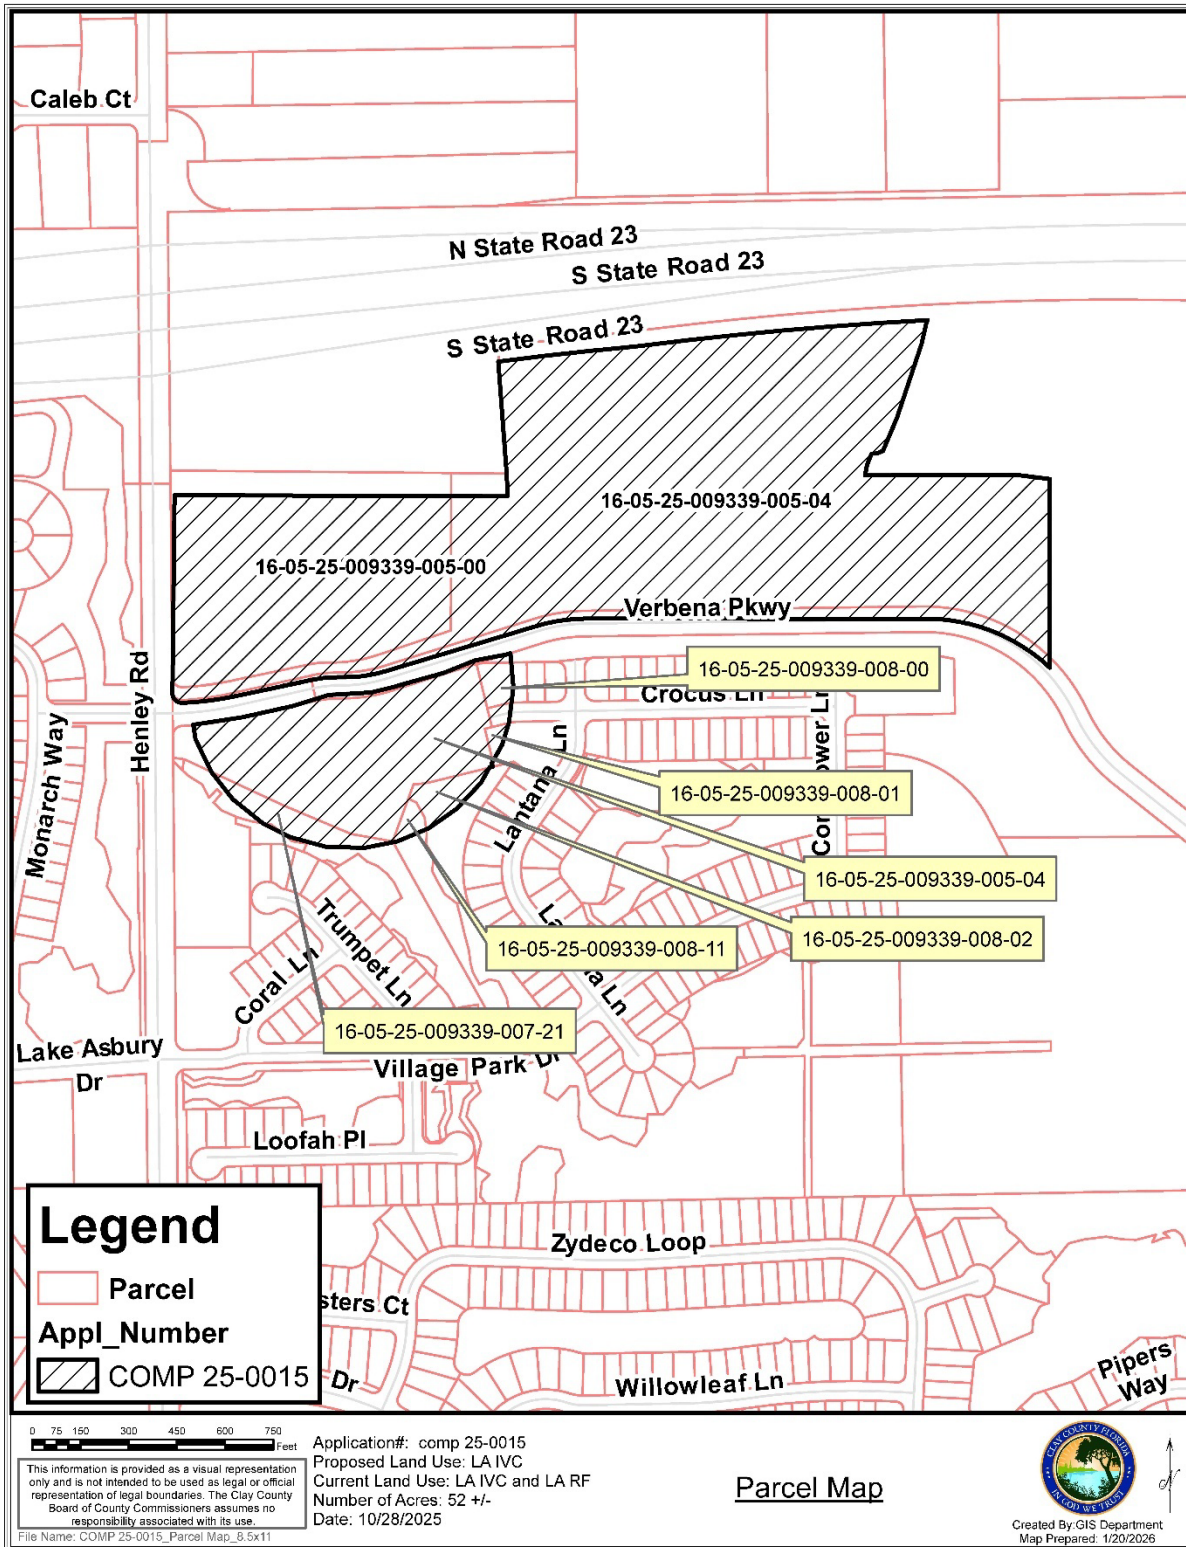 Caleb Ct
N State Road 23
S State Road 23
S State Road 23
16-05-25-009339-005-04
16-05-25-009339-005-00
Verbena Pkwy
Henley Rd
Monarch Way
16-05-25-009339-008-00
Crocus Ln
Lantana Ln
16-05-25-009339-008-01
16-05-25-009339-005-04
16-05-25-009339-008-02
16-05-25-009339-008-11
Trumpet Ln
Coral Ln
16-05-25-009339-007-21
Lake Asbury
Dr
Village Park Dr
Loofah Pl
Zydeco Loop
Willowleaf Ln
Pipers
Way
sters Ct
Dr
Legend
Parcel
Appl_Number
COMP 25-0015
0 75 150 300 450 600 750
Feet
This information is provided as a visual representation
only and is not intended to be used as legal or official
representation of legal boundaries. The Clay County
Board of County Commissioners assumes no
responsibility associated with its use.
File Name: COMP 25-0015_Parcel Map_8.5x11
Application#: comp 25-0015
Proposed Land Use: LA IVC
Current Land Use: LA IVC and LA RF
Number of Acres: 52 +/-
Date: 10/28/2025
Parcel Map
CLAY COUNTY FLORIDA
IN GOD WE TRUST
N
Created By:GIS Department
Map Prepared: 1/20/2026